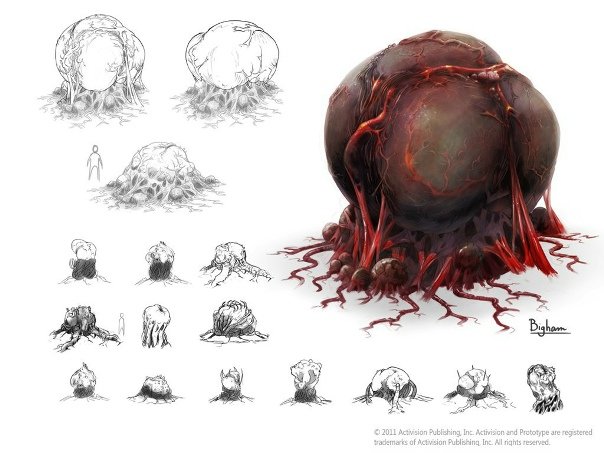 Bigham
© 2011 Activision Publishing, Inc. Activision and Prototype are registered
trademarks of Activision Publishing, Inc. All rights reserved.